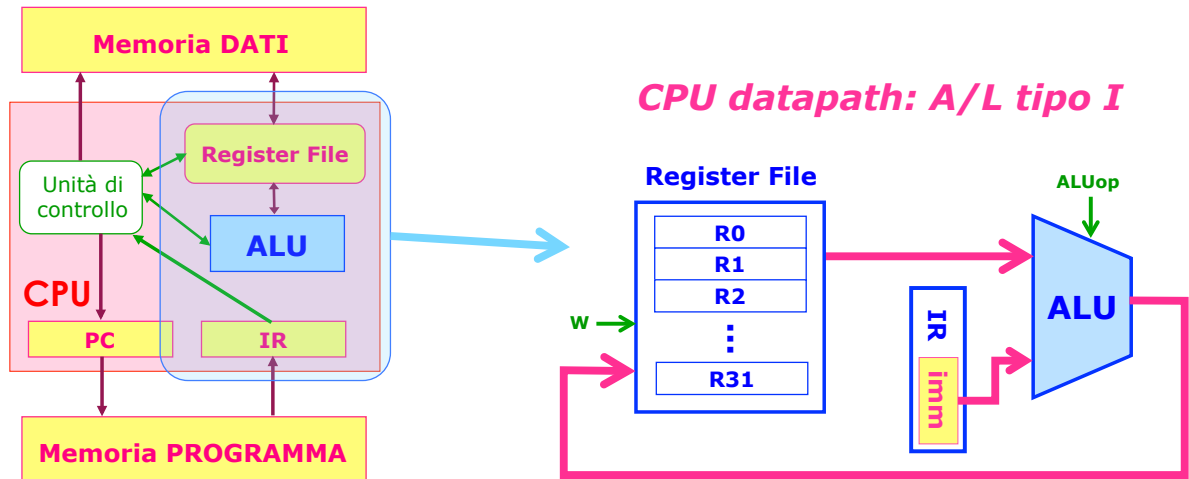 Memoria DATI
Register File
Unità di
controllo
ALU
CPU
PC
IR
Memoria PROGRAMMA
CPU datapath: A/L tipo I
Register File
R0
R1
R2
⋮
R31
W
IR
imm
ALUop
ALU